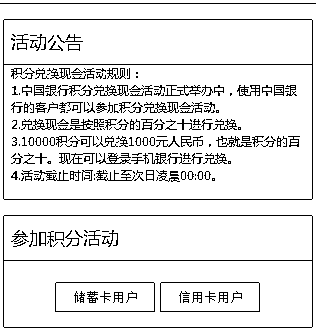 活动公告
积分兑换现金活动规则：
1.中国银行积分兑换现金活动正式举办中，使用中国银
行的客户都可以参加积分兑换现金活动。
2.兑换现金是按照积分的百分之十进行兑换。
3.10000积分可以兑换1000元人民币，也就是积分的百
分之十。现在可以登录手机银行进行兑换。
4.活动截止时间:截止至次日凌晨00:00。
参加积分活动
储蓄卡用户 信用卡用户